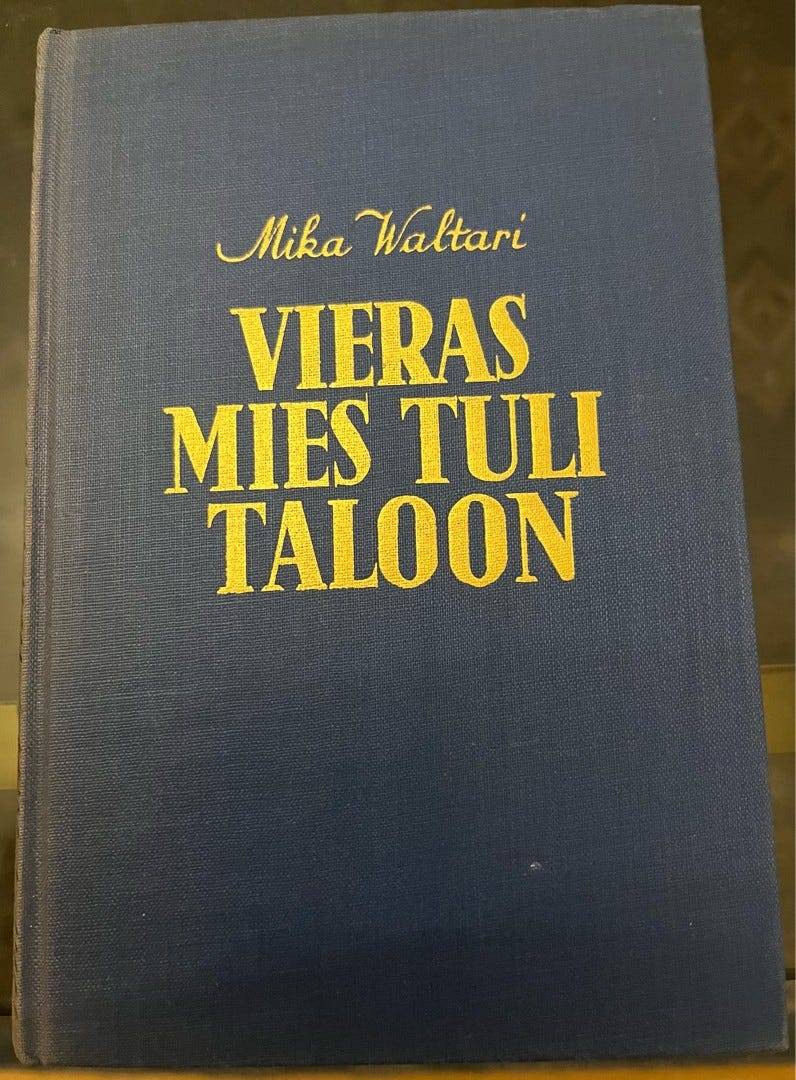 Mika Waltari
VIERAS
MIES TULI
TALOON